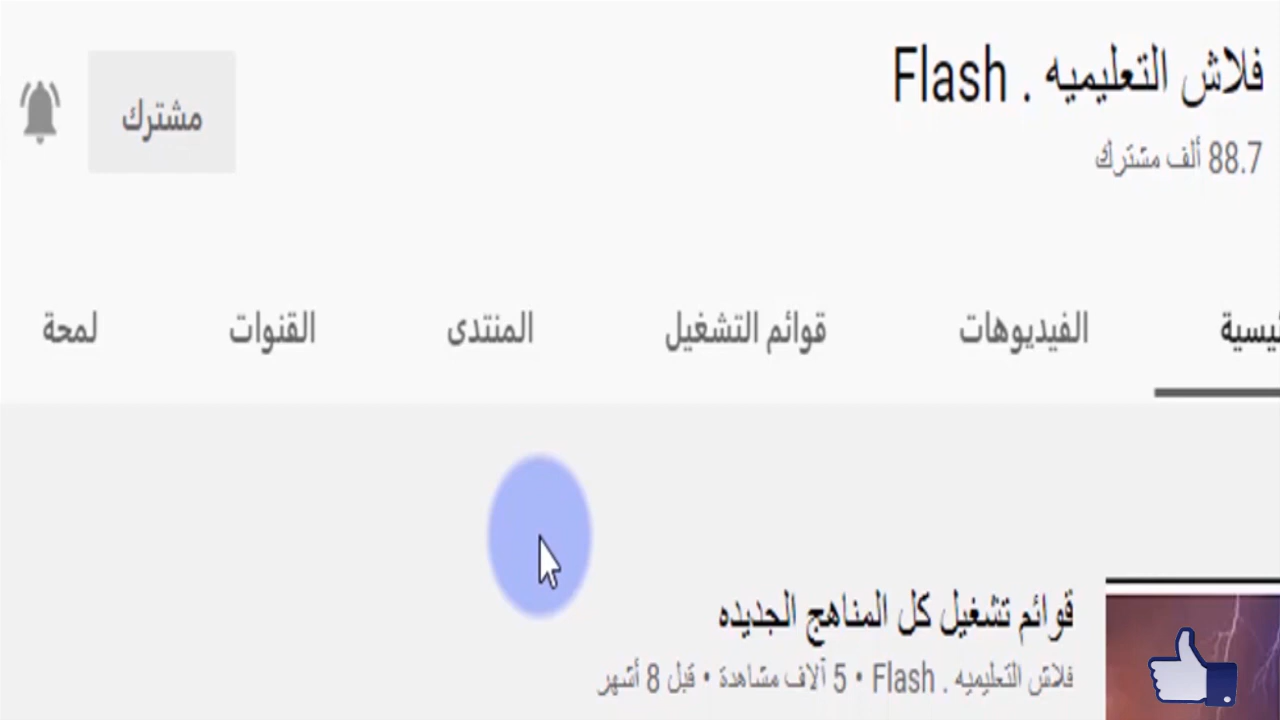 فلاش التعليميه . Flash
88.7 ألف مشترك
مشترك
الفيديوهات
قوائم التشغيل
المنتدى
القنوات
لمحة
قوائم تشغيل كل المناهج الجديده
فلاش التعليميه . Flash • 5 آلاف مشاهدة • قبل 8 أشهر